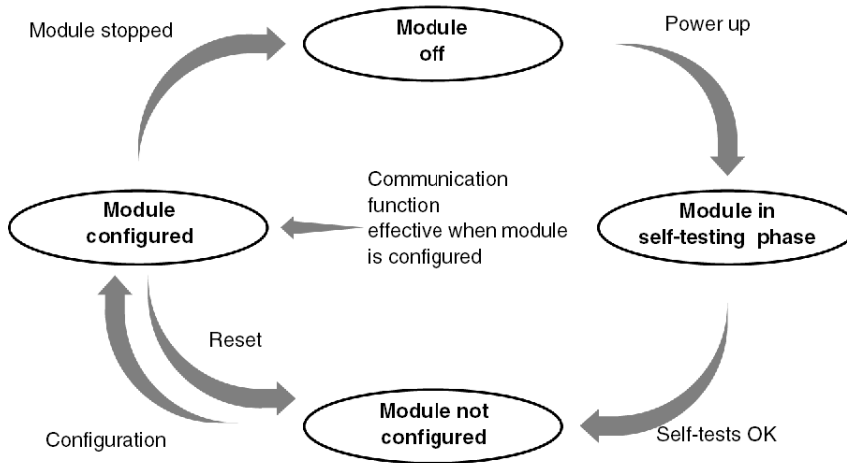 Module stopped
Module
off
Power up
Communication
function
effective when module
is configured
Module
configured
Module in
self-testing phase
Reset
Configuration
Module not
configured
Self-tests OK